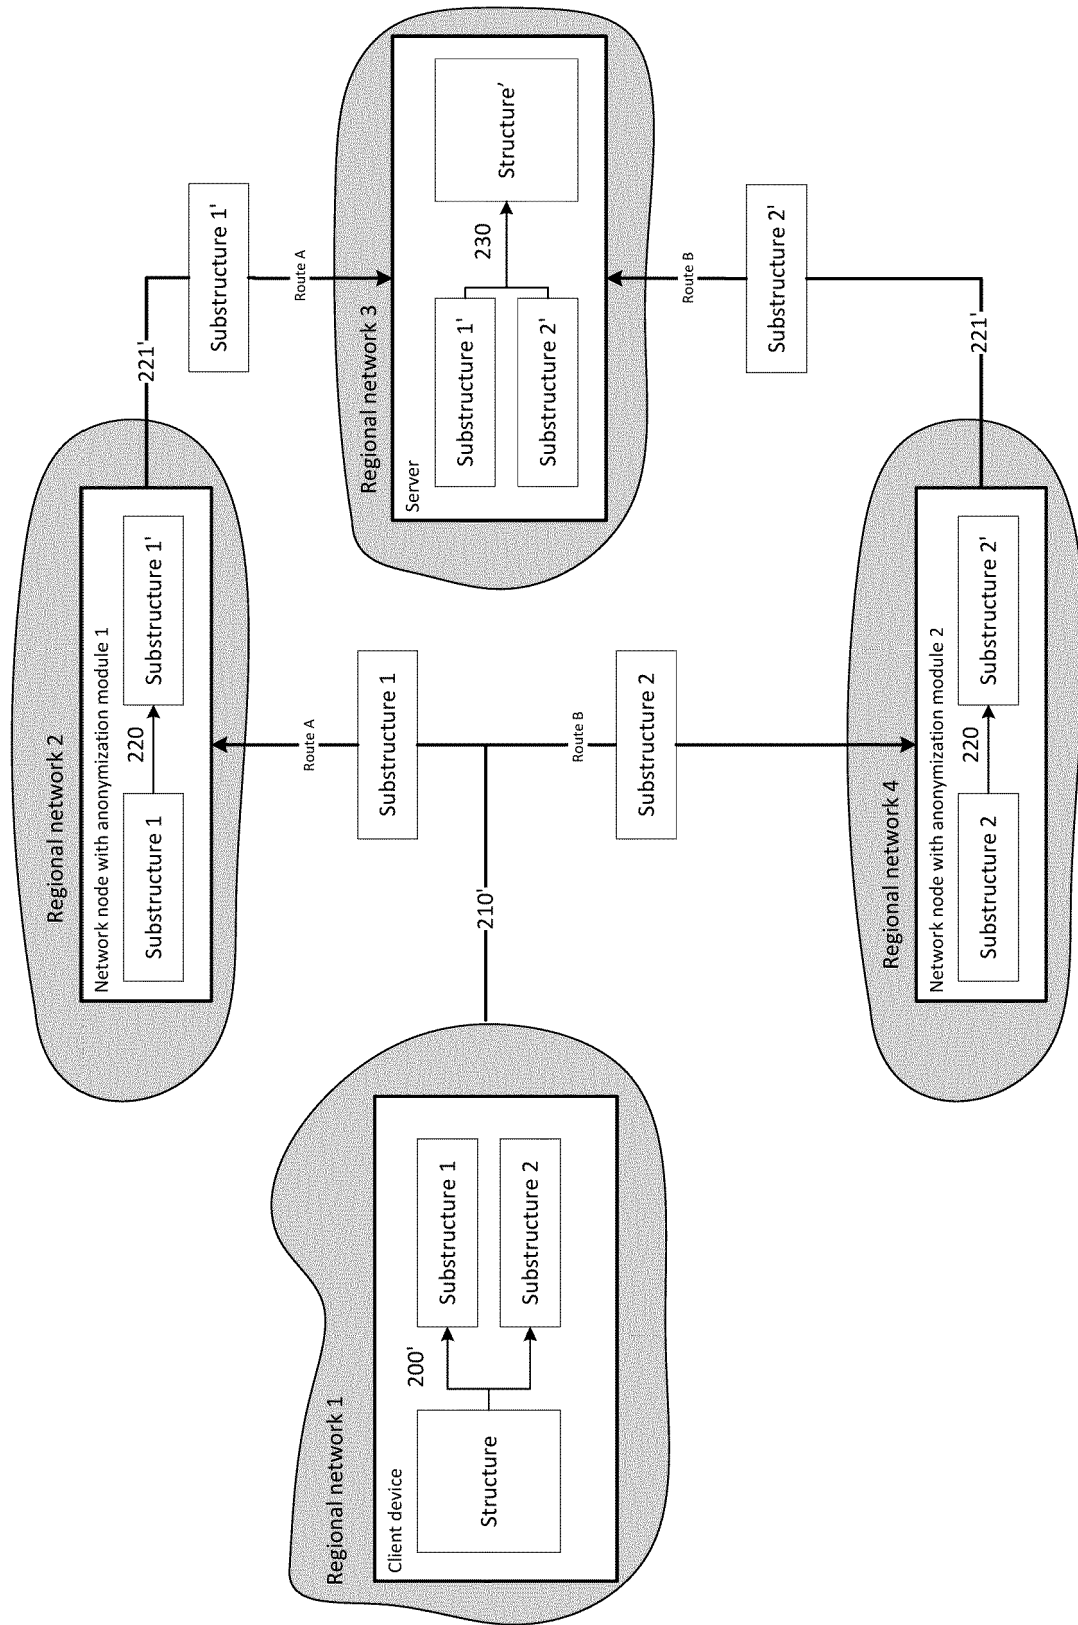 Regional network 1
Client device
Structure
200'
Substructure 1
Substructure 2
210'
Substructure 1
Route A
Substructure 2
Route B
Regional network 2
Network node with anonymization module 1
Substructure 1
220
Substructure 1'
221'
Substructure 1'
Route A
Regional network 4
Network node with anonymization module 2
Substructure 2
220
Substructure 2'
221'
Substructure 2'
Route B
Regional network 3
Server
Substructure 1'
Substructure 2'
230
Structure'